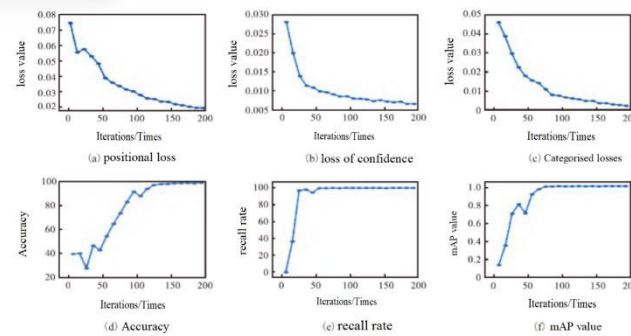 0.08
0.07
0.06
0.05
0.04
0.03
0.02
loss value
0 50 100 150 200
Iterations/Times
(a) positional loss
0.030
0.025
0.020
0.015
0.010
0.005
loss value
0 50 100 150 200
Iterations/Times
(b) loss of confidence
0.05
0.04
0.03
0.02
0.01
0
loss value
0 50 100 150 200
Iterations/Times
(c) Categorised losses
100
80
60
40
20
Accuracy
0 50 100 150 200
Iterations/Times
(d) Accuracy
100
80
60
40
20
0
recall rate
0 50 100 150 200
Iterations/Times
(e) recall rate
1.0
0.8
0.6
0.4
0.2
0
mAP value
0 50 100 150 200
Iterations/Times
(f) mAP value